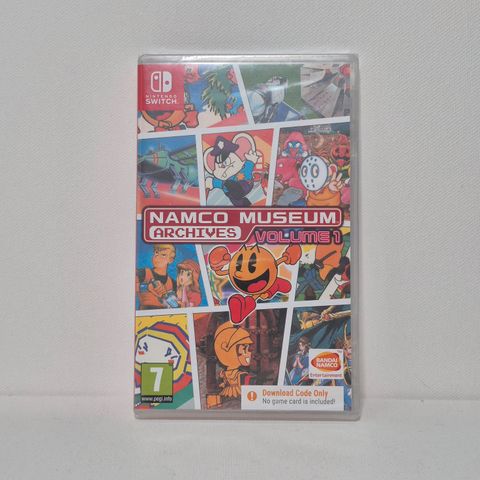 NINTENDO
SWITCH™
NAMCO MUSEUM
ARCHIVES
VOLUME 1
7
www.pegi.info
BANDAI
NAMCO
Entertainment
Download Code Only
No game card is included!